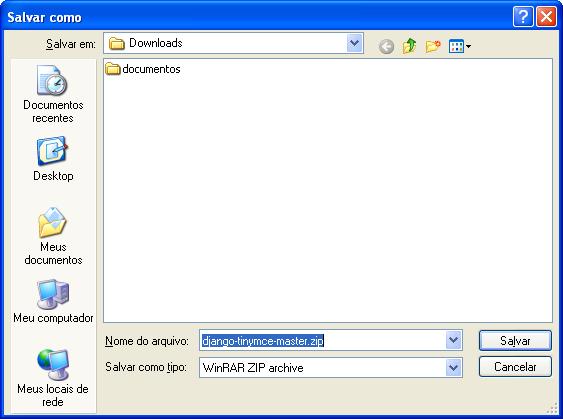 Salvar como
Salvar em: Downloads
documentos
Documentos
recentes
Desktop
Meus
documentos
Meu computador
Meus locais de
rede
Nome do arquivo: django-tinymce-master.zip Salvar
Salvar como tipo: WinRAR ZIP archive Cancelar